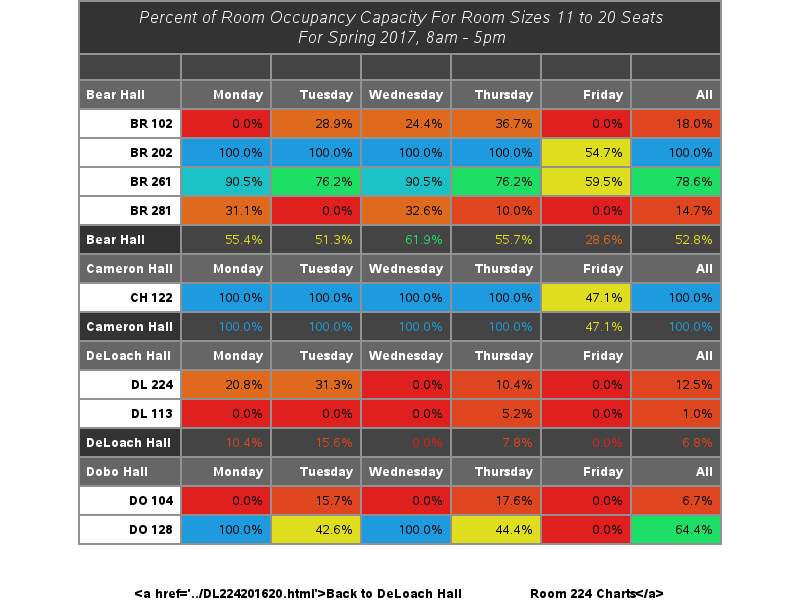 Percent of Room Occupancy Capacity For Room Sizes 11 to 20 Seats
For Spring 2017, 8am - 5pm
Bear Hall Monday Tuesday Wednesday Thursday Friday All
BR 102 0.0% 28.9% 24.4% 36.7% 0.0% 18.0%
BR 202 100.0% 100.0% 100.0% 100.0% 54.7% 100.0%
BR 261 90.5% 76.2% 90.5% 76.2% 59.5% 78.6%
BR 281 31.1% 0.0% 32.6% 10.0% 0.0% 14.7%
Bear Hall 55.4% 51.3% 61.9% 55.7% 28.6% 52.8%
Cameron Hall Monday Tuesday Wednesday Thursday Friday All
CH 122 100.0% 100.0% 100.0% 100.0% 47.1% 100.0%
Cameron Hall 100.0% 100.0% 100.0% 100.0% 47.1% 100.0%
DeLoach Hall Monday Tuesday Wednesday Thursday Friday All
DL 224 20.8% 31.3% 0.0% 10.4% 0.0% 12.5%
DL 113 0.0% 0.0% 0.0% 5.2% 0.0% 1.0%
DeLoach Hall 10.4% 15.6% 0.0% 7.8% 0.0% 6.8%
Dobo Hall Monday Tuesday Wednesday Thursday Friday All
DO 104 0.0% 15.7% 0.0% 17.6% 0.0% 6.7%
DO 128 100.0% 42.6% 100.0% 44.4% 0.0% 64.4%
<a href='../DL224201620.html'>Back to DeLoach Hall Room 224 Charts</a>